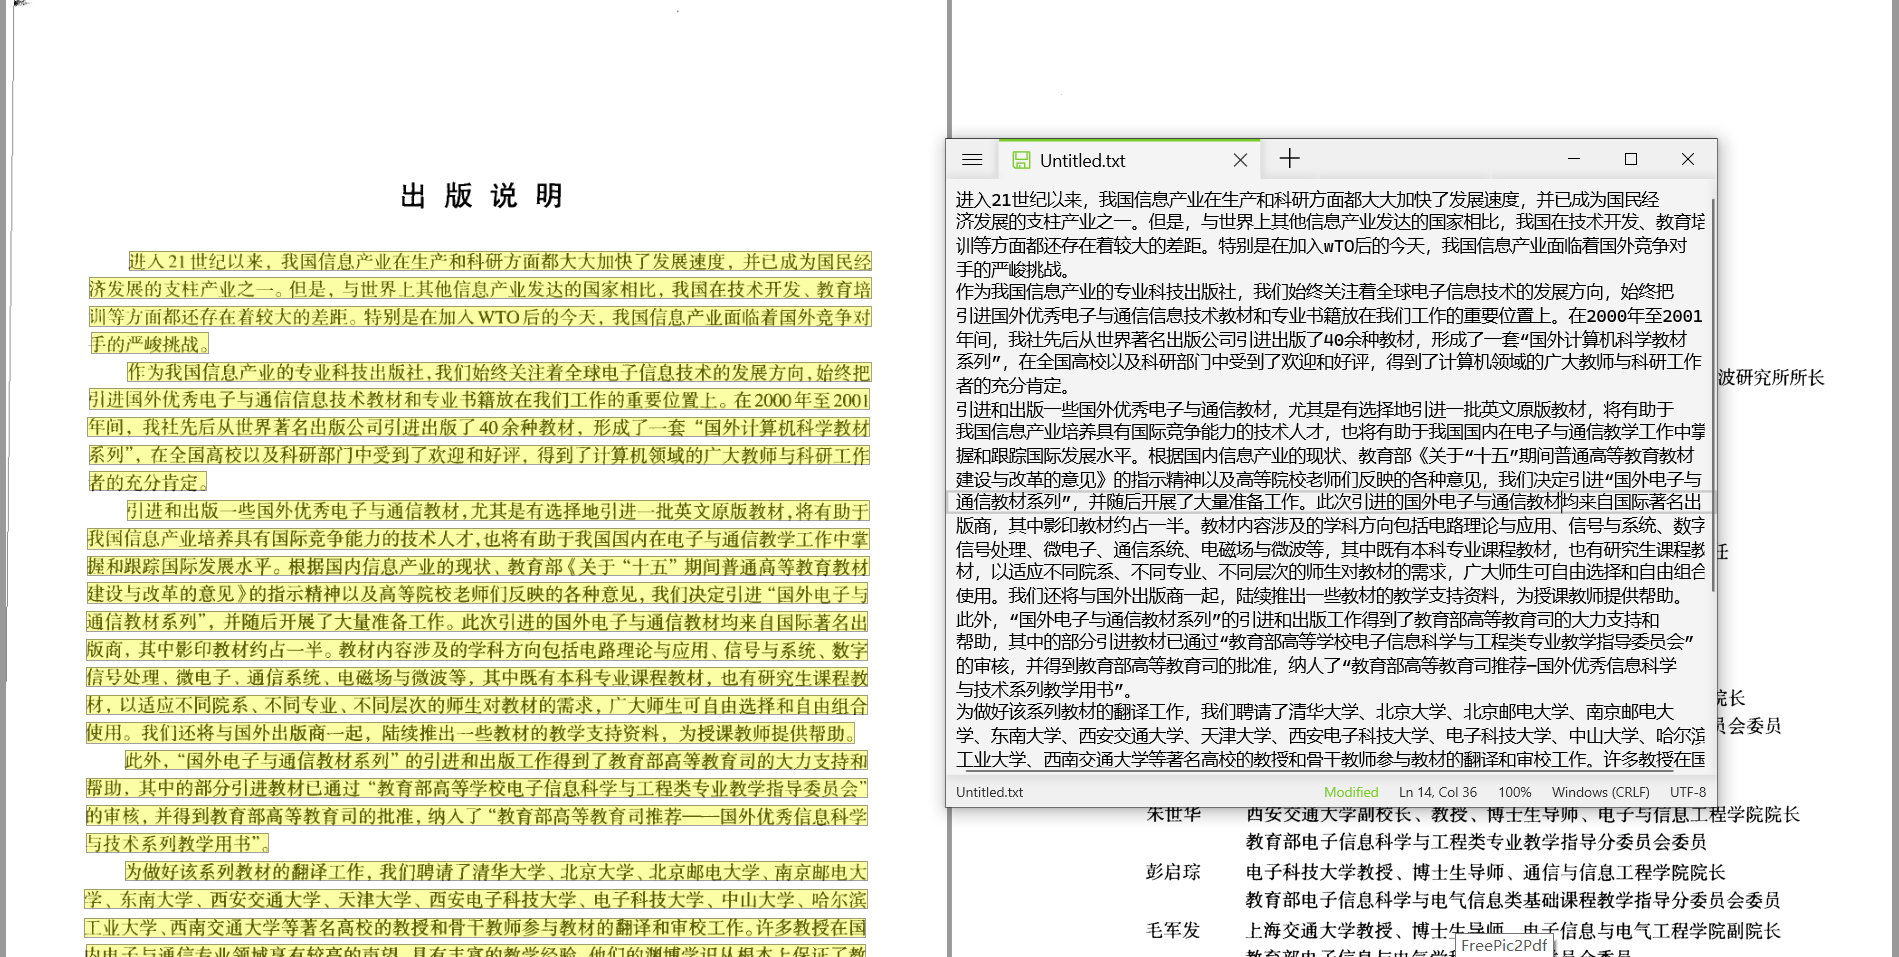 出版说明
进入21世纪以来，我国信息产业在生产和科研方面都大大加快了发展速度，并已成为国民经
济发展的支柱产业之一。但是，与世界上其他信息产业发达的国家相比，我国在技术开发、教育培
训等方面都还存在着较大的差距。特别是在加入WTO后的今天，我国信息产业面临着国外竞争对
手的严峻挑战。
作为我国信息产业的专业科技出版社，我们始终关注着全球电子信息技术的发展方向，始终把
引进国外优秀电子与通信信息技术教材和专业书籍放在我们工作的重要位置上。在2000年至2001
年间，我社先后从世界著名出版公司引进出版了40余种教材，形成了一套“国外计算机科学教材
系列”，在全国高校以及科研部门中受到了欢迎和好评，得到了计算机领域的广大教师与科研工作
者的充分肯定。
引进和出版一些国外优秀电子与通信教材，尤其是有选择地引进一批英文原版教材，将有助于
我国信息产业培养具有国际竞争能力的技术人才，也将有助于我国国内在电子与通信教学工作中掌
握和跟踪国际发展水平。根据国内信息产业的现状、教育部《关于“十五”期间普通高等教育教材
建设与改革的意见》的指示精神以及高等院校老师们反映的各种意见，我们决定引进“国外电子与
通信教材系列”，并随后开展了大量准备工作。此次引进的国外电子与通信教材均来自国际著名出
版商，其中影印教材约占一半。教材内容涉及的学科方向包括电路理论与应用、信号与系统、数字
信号处理、微电子、通信系统、电磁场与微波等，其中既有本科专业课程教材，也有研究生课程教
材，以适应不同院系、不同专业、不同层次的师生对教材的需求，广大师生可自由选择和自由组合
使用。我们还将与国外出版商一起，陆续推出一些教材的教学支持资料，为授课教师提供帮助。
此外，“国外电子与通信教材系列”的引进和出版工作得到了教育部高等教育司的大力支持和
帮助，其中的部分引进教材已通过“教育部高等学校电子信息科学与工程类专业教学指导委员会”
的审核，并得到教育部高等教育司的批准，纳入了“教育部高等教育司推荐——国外优秀信息科学
与技术系列教学用书”。
为做好该系列教材的翻译工作，我们聘请了清华大学、北京大学、北京邮电大学、南京邮电大
学、东南大学、西安交通大学、天津大学、西安电子科技大学、电子科技大学、中山大学、哈尔滨
工业大学、西南交通大学等著名高校的教授和骨干教师参与教材的翻译和审校工作。许多教授在国
内电子与通信专业领域享有较高的声望，具有丰富的教学经验，他们的渊博学识从根本上保证了教
Untitled.txt
进入21世纪以来，我国信息产业在生产和科研方面都大大加快了发展速度，并已成为国民经
济发展的支柱产业之一。但是，与世界上其他信息产业发达的国家相比，我国在技术开发、教育培
训等方面都还存在着较大的差距。特别是在加入wTO后的今天，我国信息产业面临着国外竞争对
手的严峻挑战。
作为我国信息产业的专业科技出版社，我们始终关注着全球电子信息技术的发展方向，始终把
引进国外优秀电子与通信信息技术教材和专业书籍放在我们工作的重要位置上。在2000年至2001
年间，我社先后从世界著名出版公司引进出版了40余种教材，形成了一套“国外计算机科学教材
系列”，在全国高校以及科研部门中受到了欢迎和好评，得到了计算机领域的广大教师与科研工作
者的充分肯定。
引进和出版一些国外优秀电子与通信教材，尤其是有选择地引进一批英文原版教材，将有助于
我国信息产业培养具有国际竞争能力的技术人才，也将有助于我国国内在电子与通信教学工作中掌
握和跟踪国际发展水平。根据国内信息产业的现状、教育部《关于“十五”期间普通高等教育教材
建设与改革的意见》的指示精神以及高等院校老师们反映的各种意见，我们决定引进“国外电子与
通信教材系列”，并随后开展了大量准备工作。此次引进的国外电子与通信教材均来自国际著名出
版商，其中影印教材约占一半。教材内容涉及的学科方向包括电路理论与应用、信号与系统、数字
信号处理、微电子、通信系统、电磁场与微波等，其中既有本科专业课程教材，也有研究生课程教
材，以适应不同院系、不同专业、不同层次的师生对教材的需求，广大师生可自由选择和自由组合
使用。我们还将与国外出版商一起，陆续推出一些教材的教学支持资料，为授课教师提供帮助。
此外，“国外电子与通信教材系列”的引进和出版工作得到了教育部高等教育司的大力支持和
帮助，其中的部分引进教材已通过“教育部高等学校电子信息科学与工程类专业教学指导委员会”
的审核，并得到教育部高等教育司的批准，纳人了“教育部高等教育司推荐—国外优秀信息科学
与技术系列教学用书”。
为做好该系列教材的翻译工作，我们聘请了清华大学、北京大学、北京邮电大学、南京邮电大
学、东南大学、西安交通大学、天津大学、西安电子科技大学、电子科技大学、中山大学、哈尔滨
工业大学、西南交通大学等著名高校的教授和骨干教师参与教材的翻译和审校工作。许多教授在国
Untitled.txt Modified Ln 14, Col 36 100% Windows (CRLF) UTF-8
波研究所所长
任
院长
员会委员
朱世华 西安交通大学副校长、教授、博士生导师、电子与信息工程学院院长
教育部电子信息科学与工程类专业教学指导分委员会委员
彭启琮 电子科技大学教授、博士生导师、通信与信息工程学院院长
教育部电子信息科学与电气信息类基础课程教学指导分委员会委员
毛军发 上海交通大学教授、博士生导师、电子信息与电气工程学院副院长
FreePic2Pdf